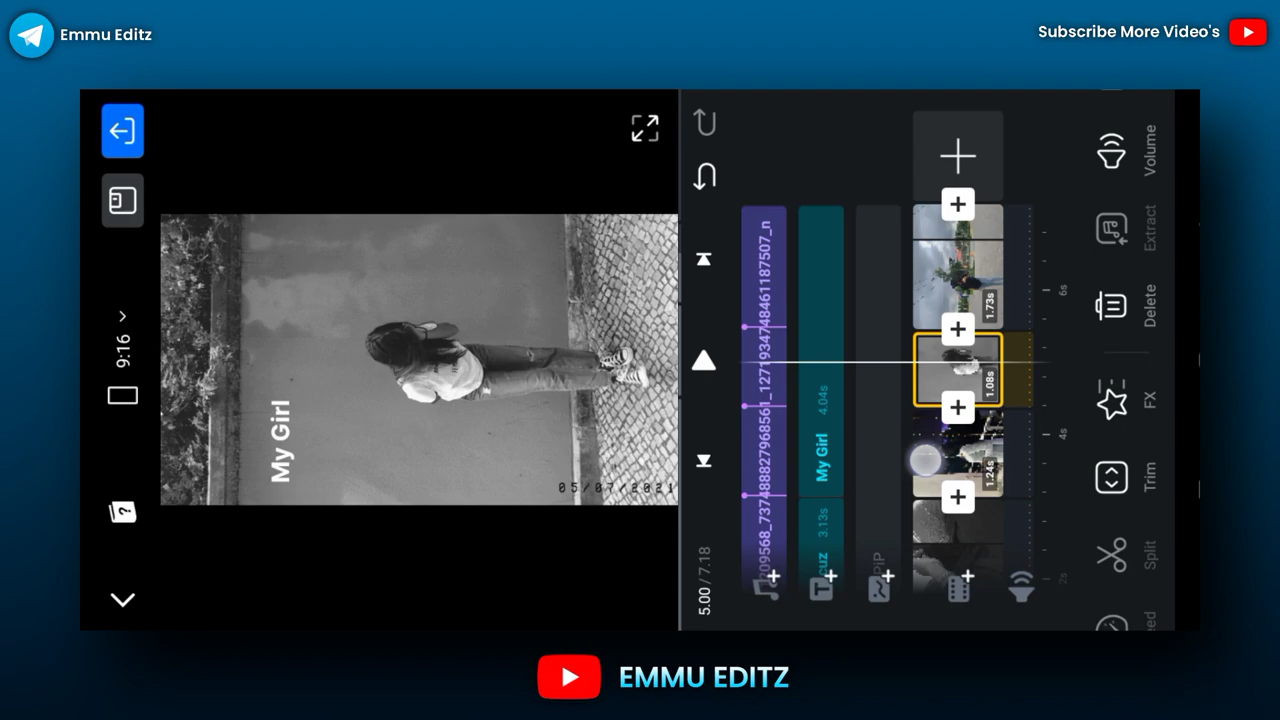 Emmu Editz
Subscribe More Video's
9:16
My Girl
05/07/2021
5.00 / 7.18
209568_7374888827968561_1271934748461187507_n
cuz 3.13s
My Girl 4.04s
PiP
1.24s
1.08s
1.73s
2s
4s
6s
Split
Trim
FX
Delete
Extract
Volume
EMMU EDITZ